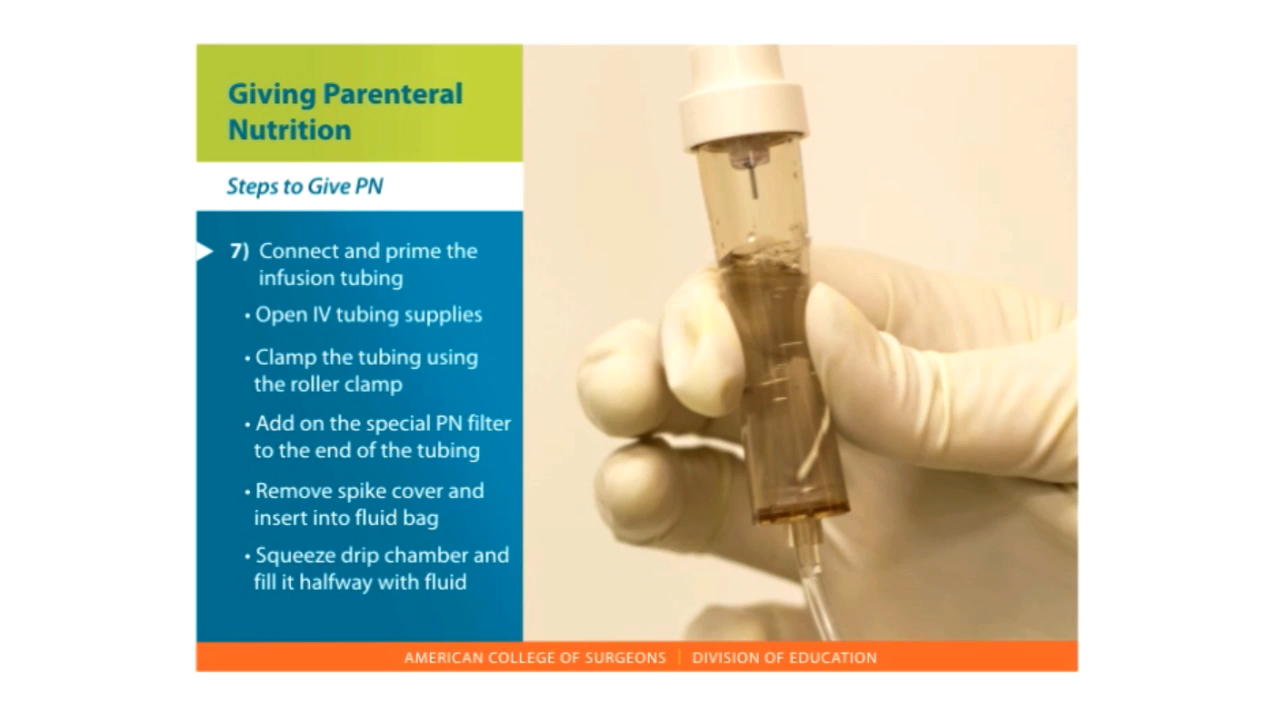 Giving Parenteral
Nutrition
Steps to Give PN
7) Connect and prime the
infusion tubing
• Open IV tubing supplies
• Clamp the tubing using
the roller clamp
• Add on the special PN filter
to the end of the tubing
• Remove spike cover and
insert into fluid bag
• Squeeze drip chamber and
fill it halfway with fluid
AMERICAN COLLEGE OF SURGEONS | DIVISION OF EDUCATION